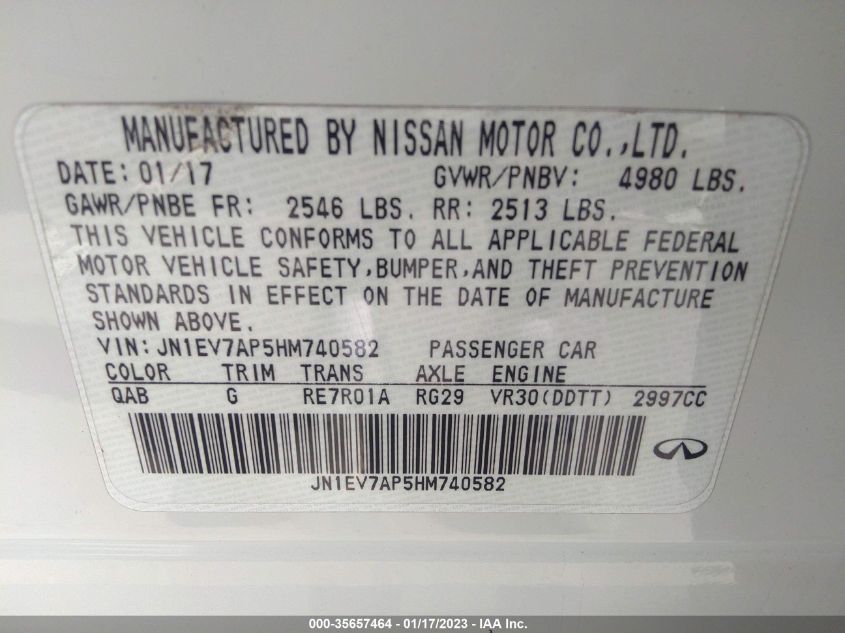 MANUFACTURED BY NISSAN MOTOR CO.,LTD.
DATE: 01/17 GVWR/PNBV: 4980 LBS.
GAWR/PNBE FR: 2546 LBS. RR: 2513 LBS.
THIS VEHICLE CONFORMS TO ALL APPLICABLE FEDERAL
MOTOR VEHICLE SAFETY,BUMPER,AND THEFT PREVENTION
STANDARDS IN EFFECT ON THE DATE OF MANUFACTURE
SHOWN ABOVE.
VIN:JN1EV7AP5HM740582 PASSENGER CAR
COLOR TRIM TRANS AXLE ENGINE
QAB G RE7R01A RG29 VR30(DDTT) 2997CC
JN1EV7AP5HM740582
000-35657464 - 01/17/2023 - IAA Inc.